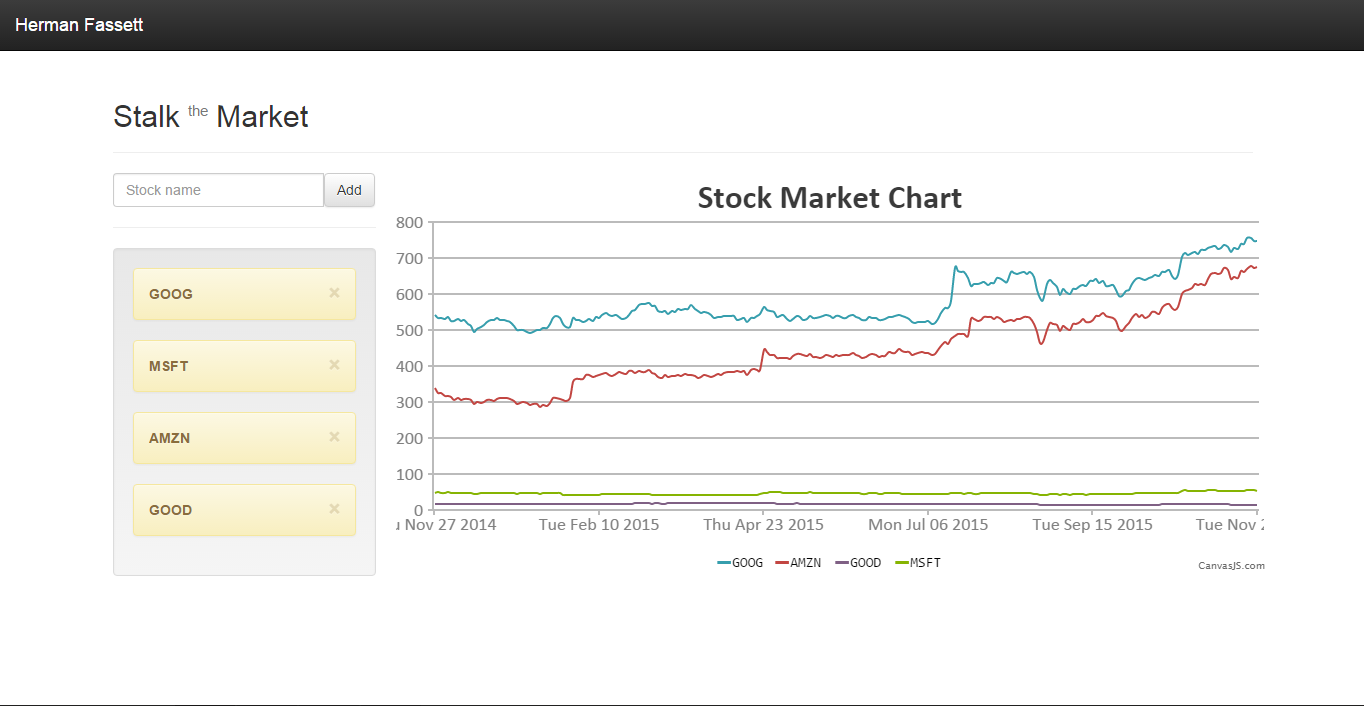 Herman Fassett
Stalk the Market
Stock name
Add
GOOG ×
MSFT ×
AMZN ×
GOOD ×
Stock Market Chart
800
700
600
500
400
300
200
100
0
u Nov 27 2014
Tue Feb 10 2015
Thu Apr 23 2015
Mon Jul 06 2015
Tue Sep 15 2015
Tue Nov 2
GOOG AMZN GOOD MSFT
CanvasJS.com